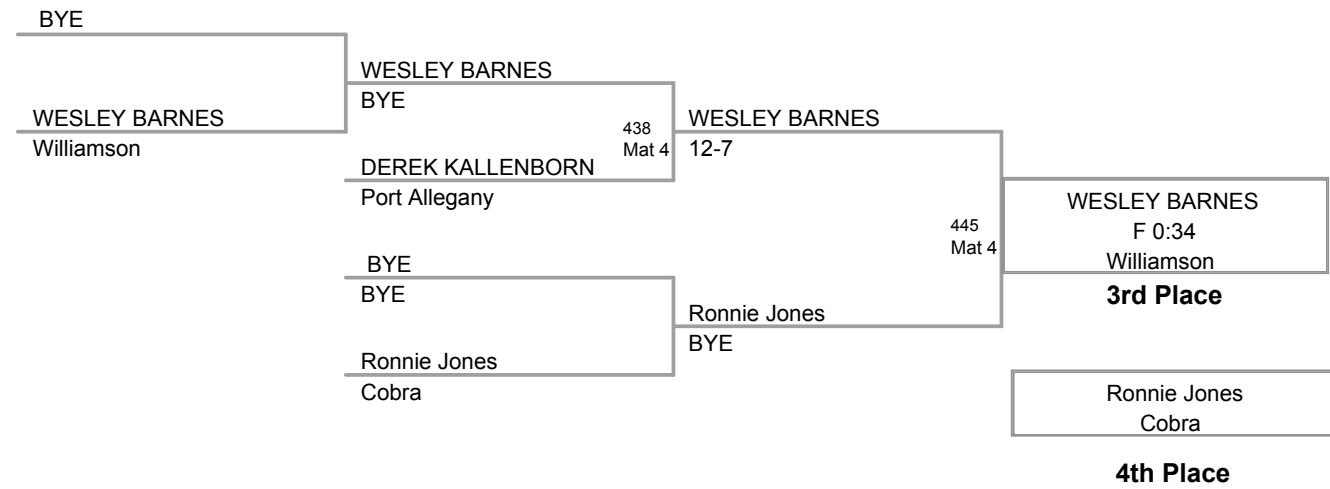 BYE
WESLEY BARNES
BYE
WESLEY BARNES
Williamson
438
Mat 4
WESLEY BARNES
12-7
DEREK KALLENBORN
Port Allegany
WESLEY BARNES
F 0:34
Williamson
445
Mat 4
BYE
BYE
3rd Place
Ronnie Jones
BYE
Ronnie Jones
Cobra
Ronnie Jones
Cobra
4th Place